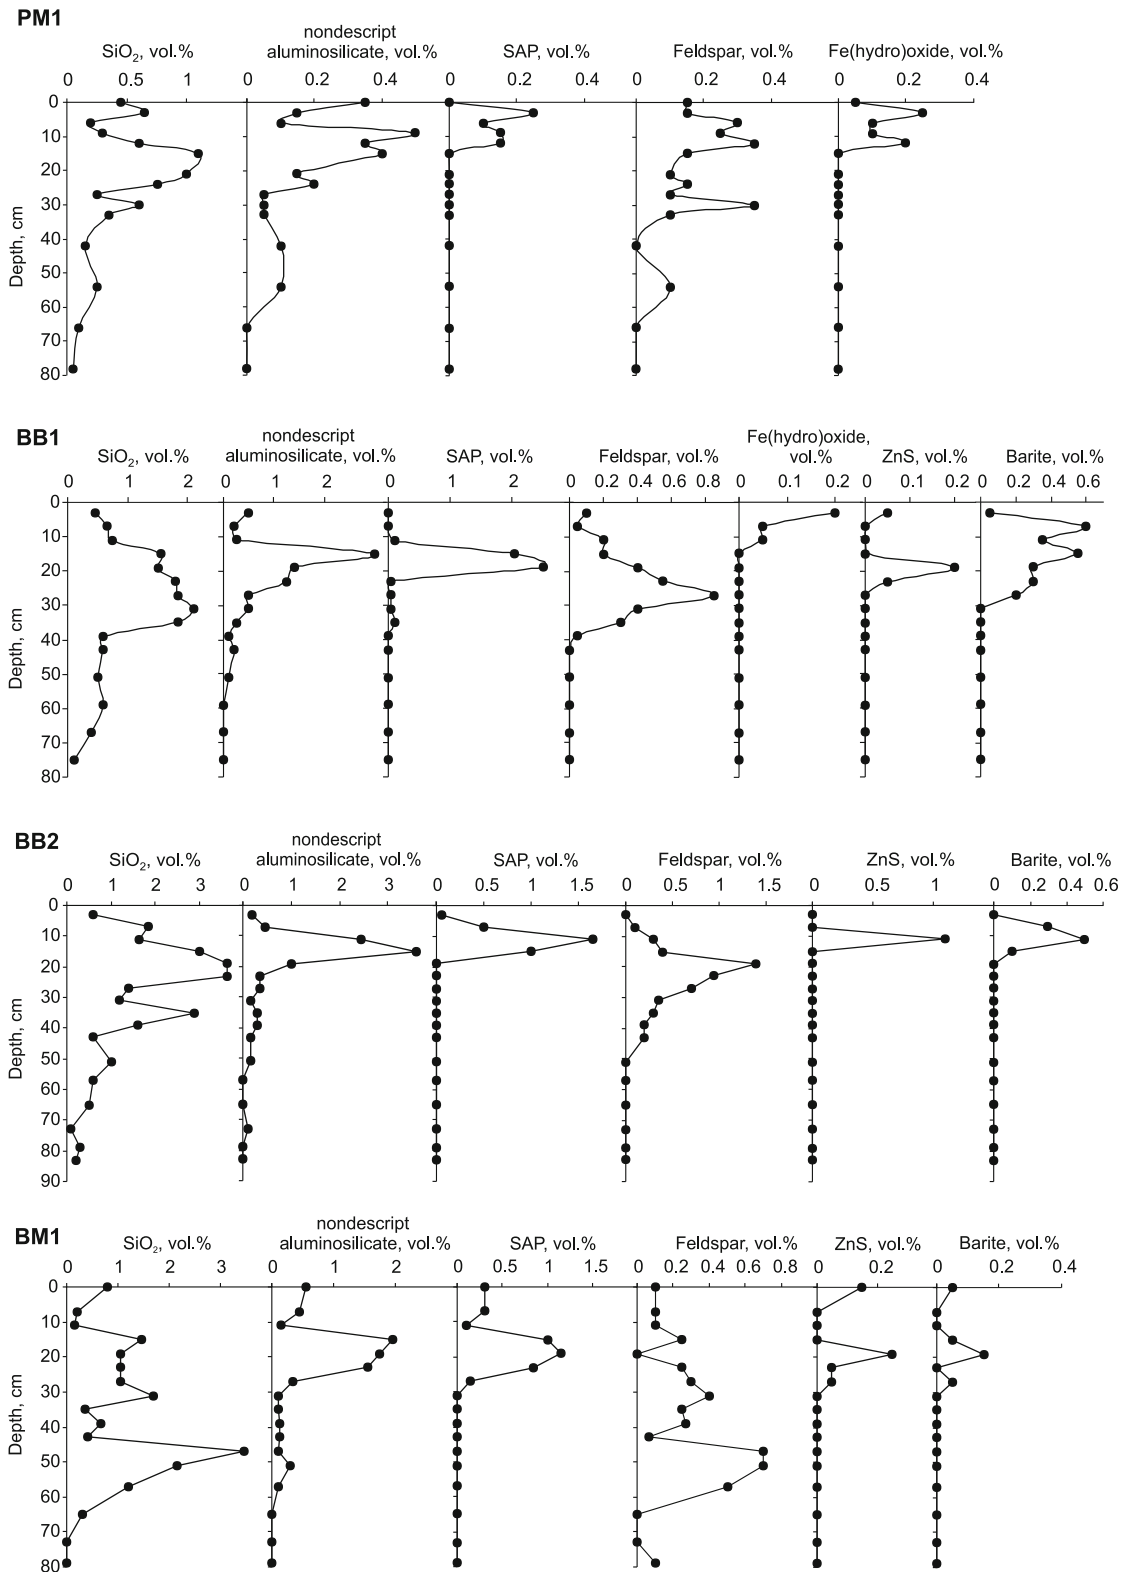 PM1
SiO2, vol.%
nondescript
aluminosilicate, vol.%
SAP, vol.%
Feldspar, vol.%
Fe(hydro)oxide, vol.%
0 0.5 1
0 0.2 0.4
0 0.2 0.4
0 0.2 0.4
0 0.2 0.4
Depth, cm
0
10
20
30
40
50
60
70
80
BB1
SiO2, vol.%
nondescript
aluminosilicate, vol.%
SAP, vol.%
Feldspar, vol.%
Fe(hydro)oxide,
vol.%
ZnS, vol.%
Barite, vol.%
0 1 2
0 1 2
0 1 2
0 0.2 0.4 0.6 0.8
0 0.1 0.2
0 0.1 0.2
0 0.2 0.4 0.6
Depth, cm
0
10
20
30
40
50
60
70
80
BB2
SiO2, vol.%
nondescript
aluminosilicate, vol.%
SAP, vol.%
Feldspar, vol.%
ZnS, vol.%
Barite, vol.%
0 1 2 3
0 1 2 3
0 0.5 1 1.5
0 0.5 1 1.5
0 0.5 1
0 0.2 0.4 0.6
Depth, cm
0
10
20
30
40
50
60
70
80
90
BM1
SiO2, vol.%
nondescript
aluminosilicate, vol.%
SAP, vol.%
Feldspar, vol.%
ZnS, vol.%
Barite, vol.%
0 1 2 3
0 1 2
0 0.5 1 1.5
0 0.2 0.4 0.6 0.8
0 0.2
0 0.2 0.4
Depth, cm
0
10
20
30
40
50
60
70
80